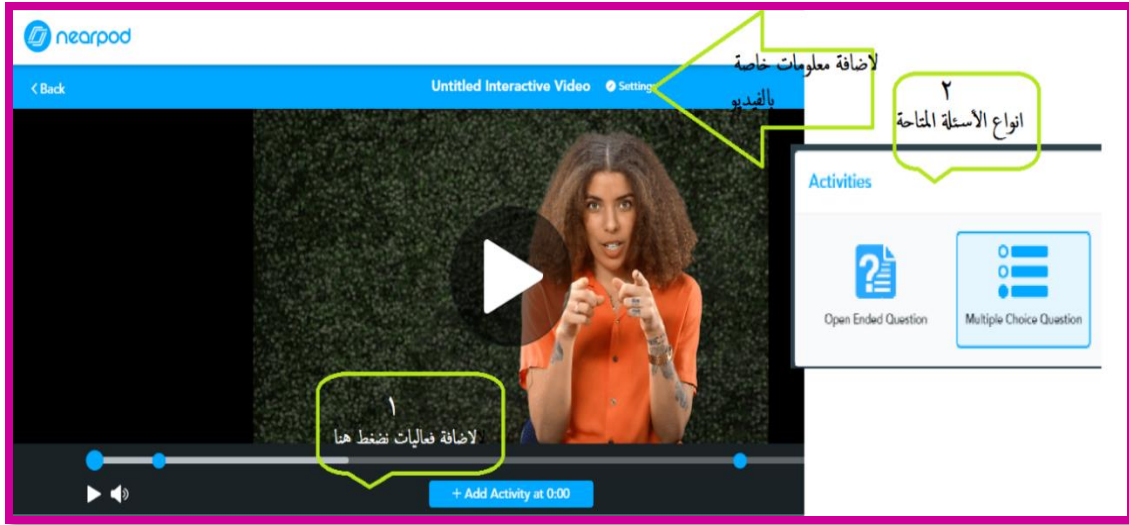 nearpod
< Back
Untitled Interactive Video
Setting
لاضافة معلومات خاصة
بالفيديو
٢
انواع الأسئلة المتاحة
Activities
Open Ended Question
Multiple Choice Question
١
لاضافة فعاليات نضغط هنا
+ Add Activity at 0:00